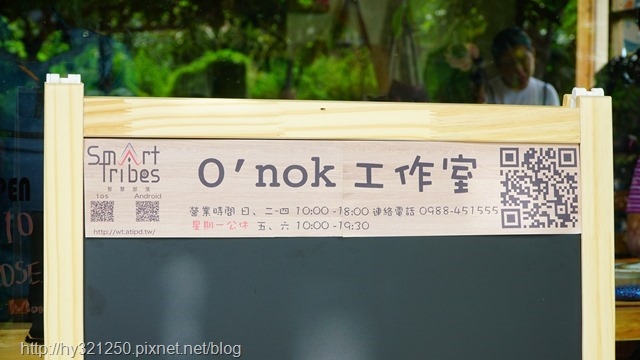 Smart
Tribes
智慧部落
ios Android
http://wt.atipd.tw/
O'nok 工作室
營業時間 日、二-四 10:00-18:00 連絡電話 0988-451555
星期一公休 五、六 10:00-19:30
http://hy321250.pixnet.net/blog